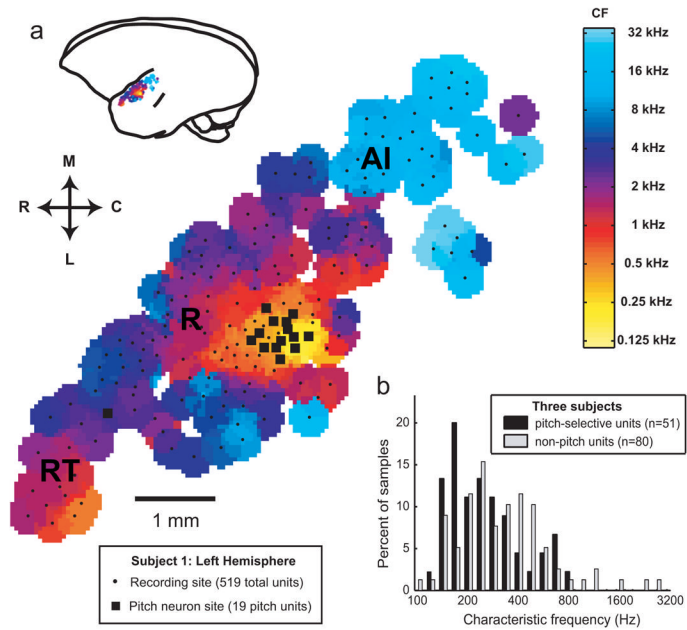 a
CF
32 kHz
16 kHz
8 kHz
4 kHz
2 kHz
1 kHz
0.5 kHz
0.25 kHz
0.125 kHz
M
R C
L
AI
R
RT
1 mm
Subject 1: Left Hemisphere
Recording site (519 total units)
Pitch neuron site (19 pitch units)
b
Three subjects
pitch-selective units (n=51)
non-pitch units (n=80)
Percent of samples
20
15
10
5
0
100 200 400 800 1600 3200
Characteristic frequency (Hz)